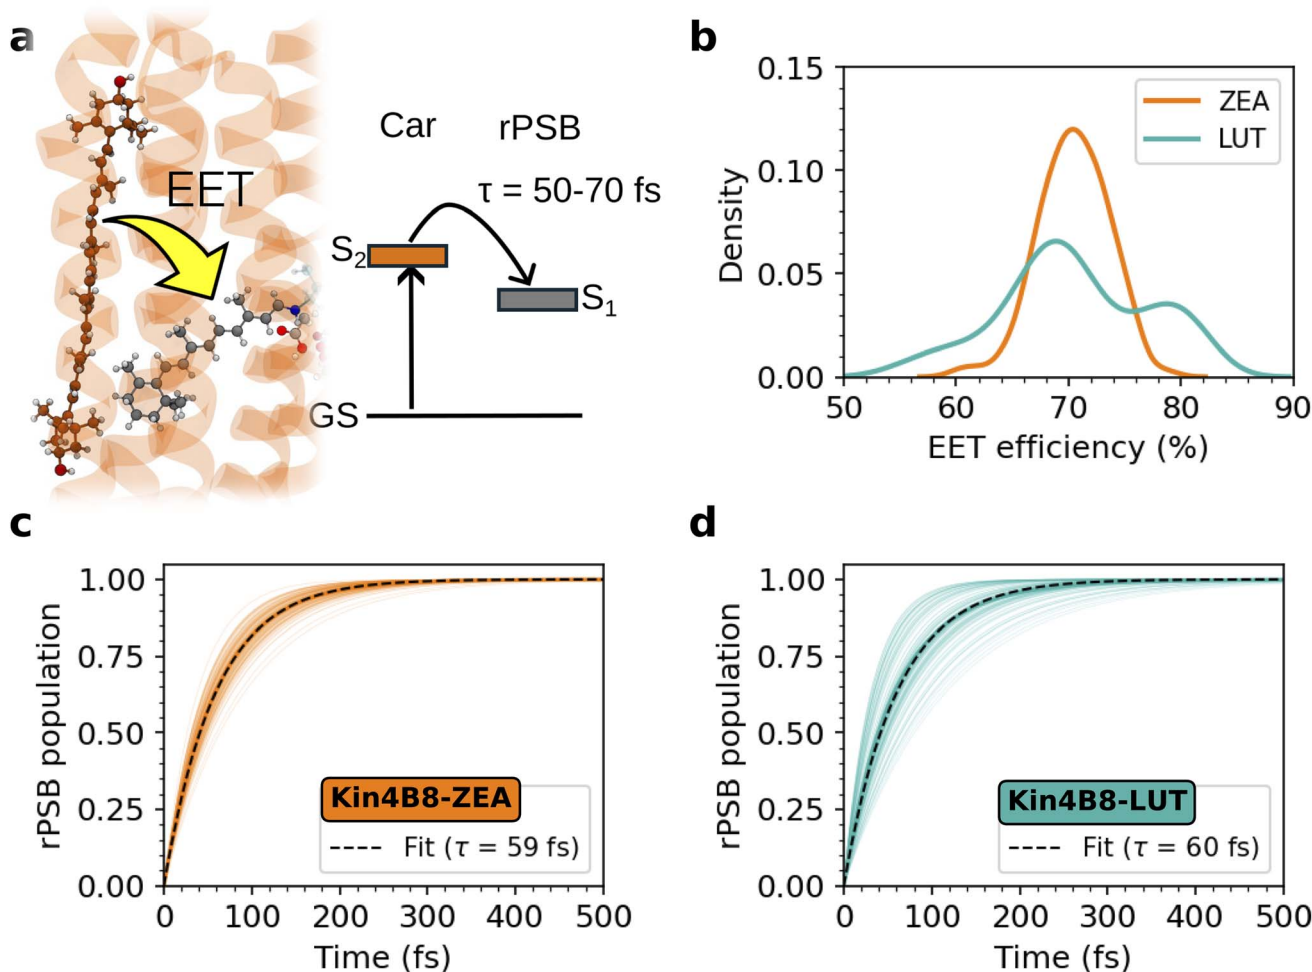 a
EET
Car rPSB
τ = 50-70 fs
S2
S1
GS
b
0.15
0.10
0.05
0.00
Density
ZEA
LUT
50 60 70 80 90
EET efficiency (%)
c
1.00
0.75
0.50
0.25
0.00
rPSB population
Kin4B8-ZEA
Fit (τ = 59 fs)
0 100 200 300 400 500
Time (fs)
d
1.00
0.75
0.50
0.25
0.00
rPSB population
Kin4B8-LUT
Fit (τ = 60 fs)
0 100 200 300 400 500
Time (fs)